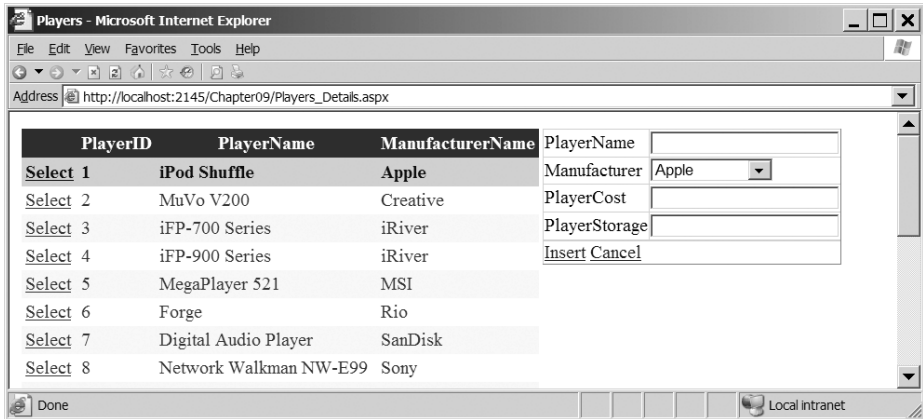 Players - Microsoft Internet Explorer
File Edit View Favorites Tools Help
Address http://localhost:2145/Chapter09/Players_Details.aspx
PlayerID PlayerName ManufacturerName
Select 1 iPod Shuffle Apple
Select 2 MuVo V200 Creative
Select 3 iFP-700 Series iRiver
Select 4 iFP-900 Series iRiver
Select 5 MegaPlayer 521 MSI
Select 6 Forge Rio
Select 7 Digital Audio Player SanDisk
Select 8 Network Walkman NW-E99 Sony
PlayerName
Manufacturer Apple
PlayerCost
PlayerStorage
Insert Cancel
Done Local intranet